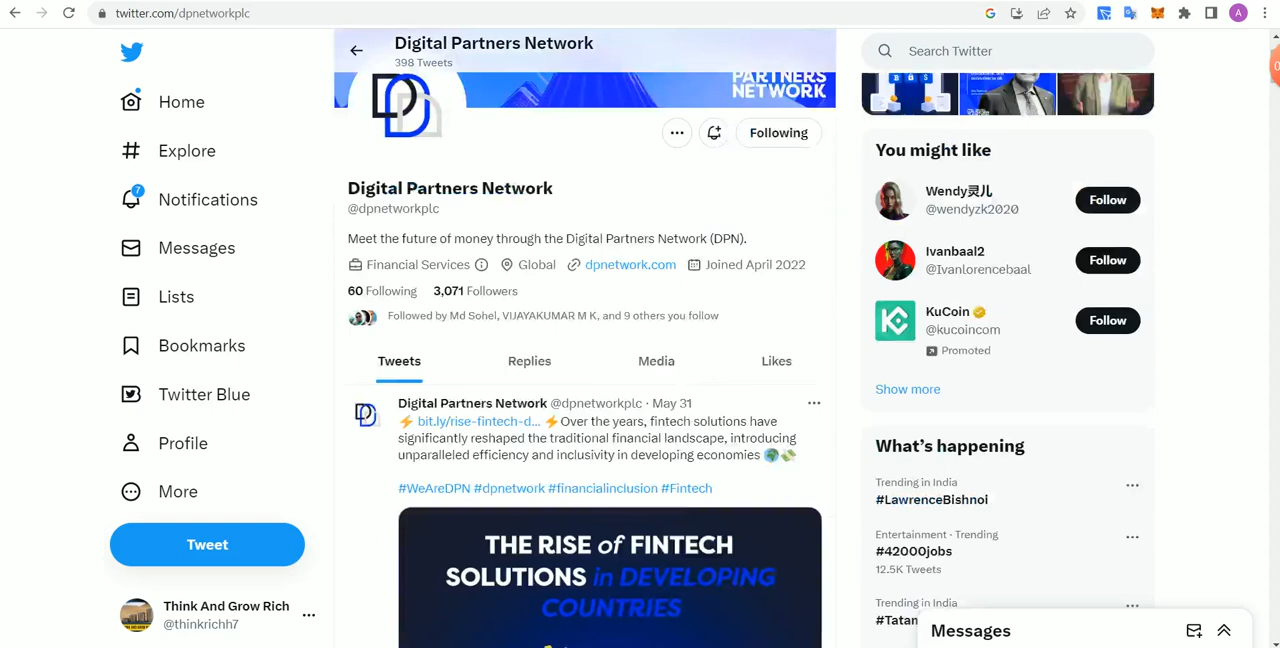 twitter.com/dpnetworkplc
A
Digital Partners Network
398 Tweets
PARTNERS
NETWORK
Following
Digital Partners Network
@dpnetworkplc
Meet the future of money through the Digital Partners Network (DPN).
Financial Services Global dpnetwork.com Joined April 2022
60 Following 3,071 Followers
Followed by Md Sohel, VIJAYAKUMAR M K, and 9 others you follow
Tweets Replies Media Likes
Digital Partners Network @dpnetworkplc · May 31
⚡ bit.ly/rise-fintech-d... ⚡Over the years, fintech solutions have
significantly reshaped the traditional financial landscape, introducing
unparalleled efficiency and inclusivity in developing economies 🌍💸
#WeAreDPN #dpnetwork #financialinclusion #Fintech
THE RISE of FINTECH
SOLUTIONS in DEVELOPING
COUNTRIES
Home
Explore
7
Notifications
Messages
Lists
Bookmarks
Twitter Blue
Profile
More
Tweet
Think And Grow Rich
@thinkrichh7
Search Twitter
You might like
Wendy灵儿
@wendyzk2020
Follow
Ivanbaal2
@Ivanlorencebaal
Follow
KuCoin
@kucoincom
Promoted
Follow
Show more
What's happening
Trending in India
#LawrenceBishnoi
Entertainment · Trending
#42000jobs
12.5K Tweets
Trending in India
#Tatan
Messages